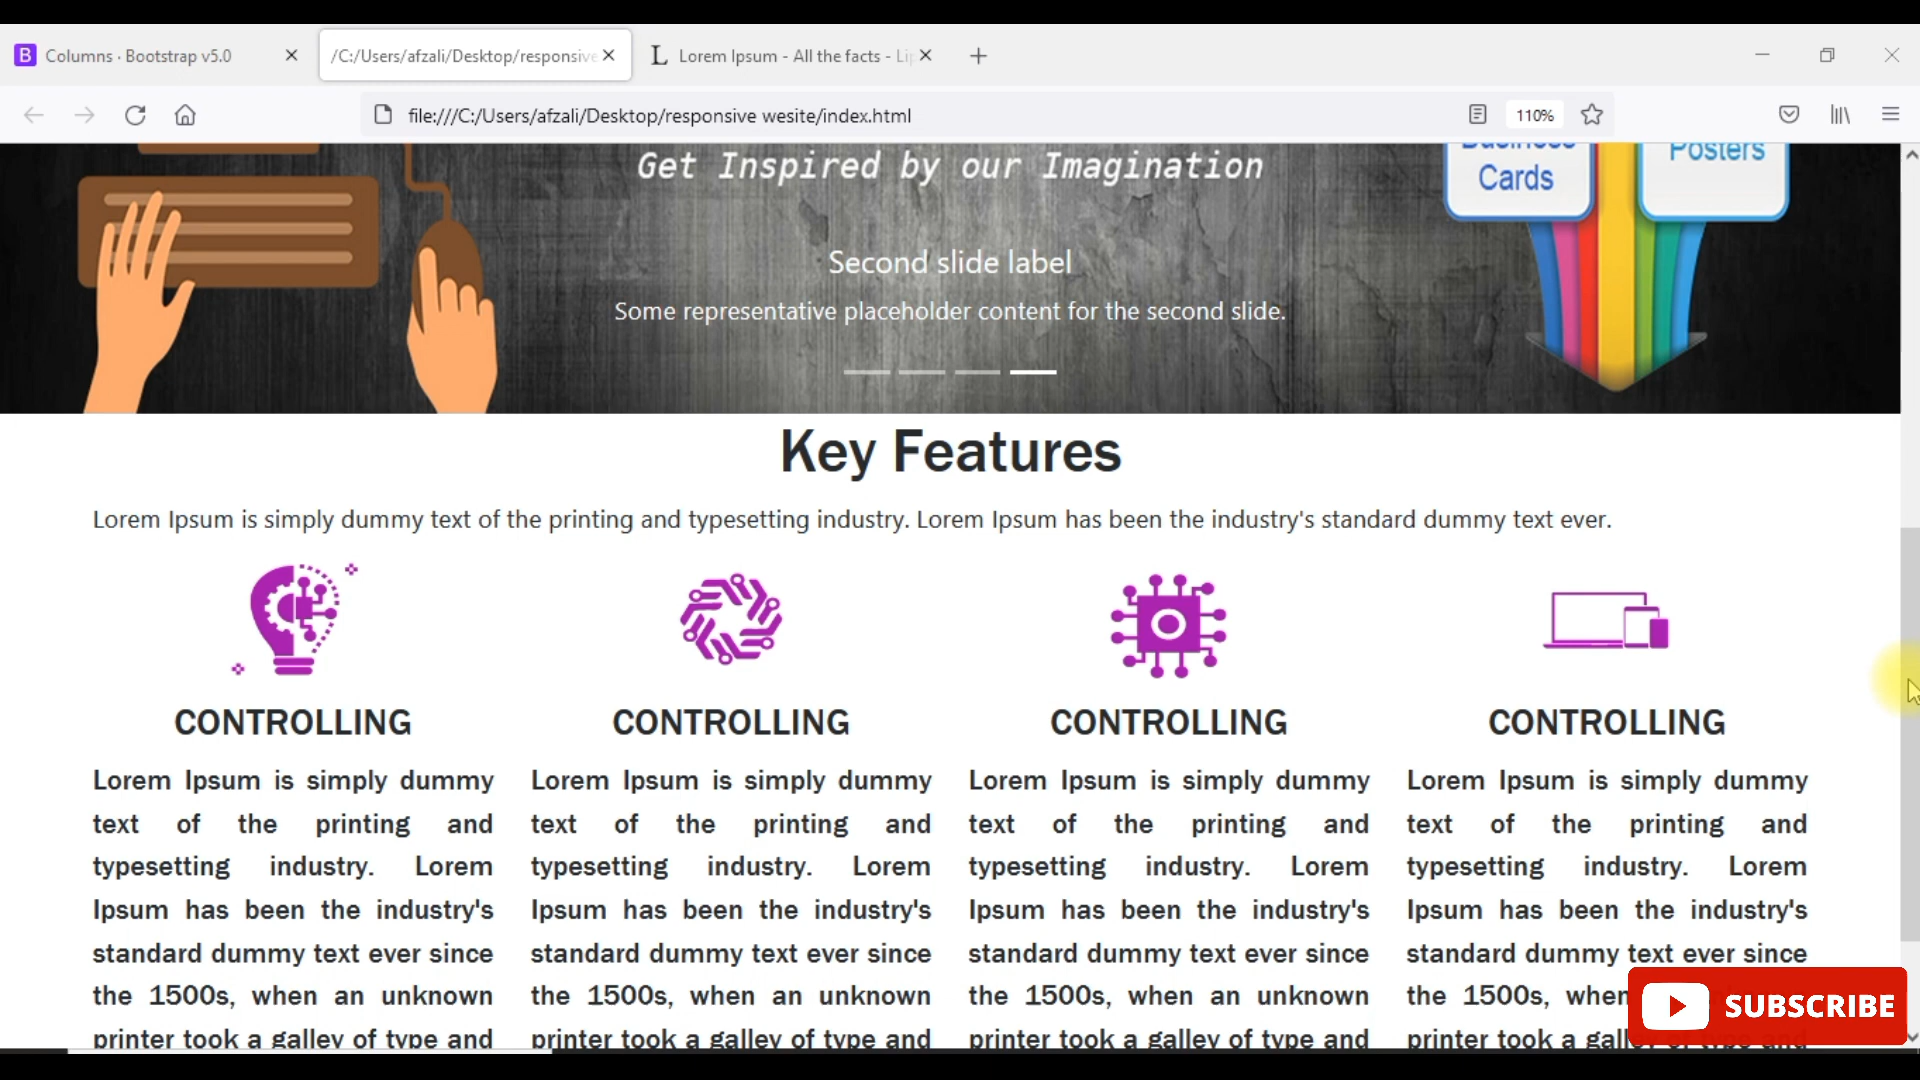 B Columns · Bootstrap v5.0
/C:/Users/afzali/Desktop/responsive
L Lorem Ipsum - All the facts - Lip
file:///C:/Users/afzali/Desktop/responsive wesite/index.html
110%
Get Inspired by our Imagination
Business Cards
Posters
Second slide label
Some representative placeholder content for the second slide.
Key Features
Lorem Ipsum is simply dummy text of the printing and typesetting industry. Lorem Ipsum has been the industry's standard dummy text ever.
CONTROLLING
Lorem Ipsum is simply dummy
text of the printing and
typesetting industry. Lorem
Ipsum has been the industry's
standard dummy text ever since
the 1500s, when an unknown
printer took a galley of type and
CONTROLLING
Lorem Ipsum is simply dummy
text of the printing and
typesetting industry. Lorem
Ipsum has been the industry's
standard dummy text ever since
the 1500s, when an unknown
printer took a galley of type and
CONTROLLING
Lorem Ipsum is simply dummy
text of the printing and
typesetting industry. Lorem
Ipsum has been the industry's
standard dummy text ever since
the 1500s, when an unknown
printer took a galley of type and
CONTROLLING
Lorem Ipsum is simply dummy
text of the printing and
typesetting industry. Lorem
Ipsum has been the industry's
standard dummy text ever since
the 1500s, when
printer took a galley of type and
SUBSCRIBE